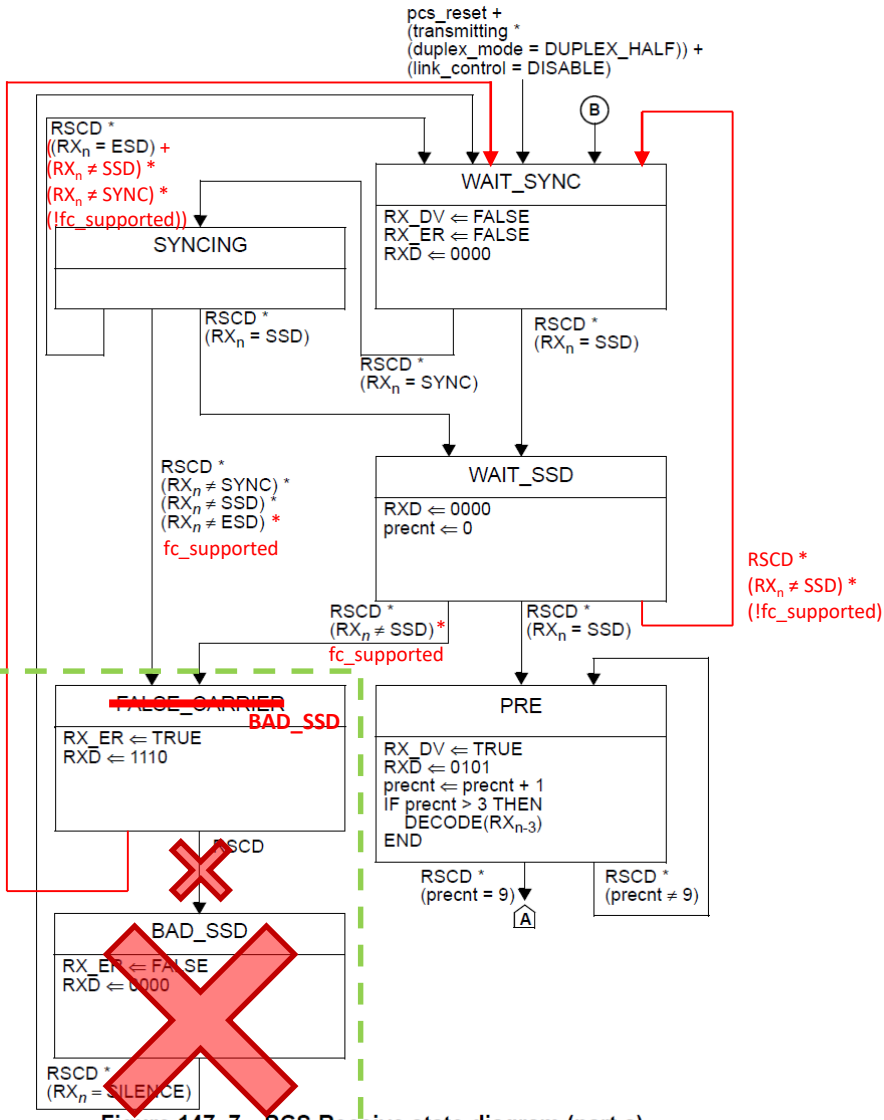 pcs_reset +
(transmitting *
(duplex_mode = DUPLEX_HALF)) +
(link_control = DISABLE)
B
RSCD *
((RXn = ESD) +
(RXn ≠ SSD) *
(RXn ≠ SYNC) *
(!fc_supported))
WAIT_SYNC
RX_DV ⇐ FALSE
RX_ER ⇐ FALSE
RXD ⇐ 0000
SYNCING
RSCD *
(RXn = SSD)
RSCD *
(RXn = SSD)
RSCD *
(RXn = SYNC)
RSCD *
(RXn ≠ SYNC) *
(RXn ≠ SSD) *
(RXn ≠ ESD) *
fc_supported
WAIT_SSD
RXD ⇐ 0000
precnt ⇐ 0
RSCD *
(RXn ≠ SSD) *
(!fc_supported)
RSCD *
(RXn ≠ SSD) *
fc_supported
RSCD *
(RXn = SSD)
FALSE_CARRIER
BAD_SSD
RX_ER ⇐ TRUE
RXD ⇐ 1110
PRE
RX_DV ⇐ TRUE
RXD ⇐ 0101
precnt ⇐ precnt + 1
IF precnt > 3 THEN
DECODE(RXn-3)
END
RSCD
RSCD *
(precnt = 9)
RSCD *
(precnt ≠ 9)
A
BAD_SSD
RX_ER ⇐ FALSE
RXD ⇐ 0000
RSCD *
(RXn = SILENCE)